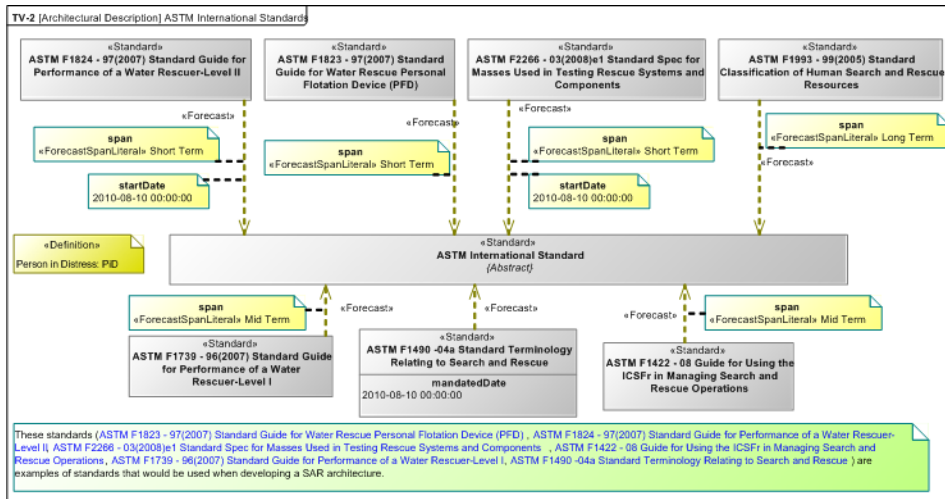 TV-2 [Architectural Description] ASTM International Standards
«Standard»
ASTM F1824 - 97(2007) Standard Guide for
Performance of a Water Rescuer-Level II
«Standard»
ASTM F1823 - 97(2007) Standard
Guide for Water Rescue Personal
Flotation Device (PFD)
«Standard»
ASTM F2266 - 03(2008)e1 Standard Spec for
Masses Used in Testing Rescue Systems and
Components
«Standard»
ASTM F1993 - 99(2005) Standard
Classification of Human Search and Rescue
Resources
«Forecast»
«Forecast»
«Forecast»
«Forecast»
span
«ForecastSpanLiteral» Short Term
startDate
2010-08-10 00:00:00
span
«ForecastSpanLiteral» Short Term
span
«ForecastSpanLiteral» Short Term
startDate
2010-08-10 00:00:00
span
«ForecastSpanLiteral» Long Term
«Definition»
Person in Distress: PiD
«Standard»
ASTM International Standard
{Abstract}
span
«ForecastSpanLiteral» Mid Term
«Forecast»
«Forecast»
«Forecast»
span
«ForecastSpanLiteral» Mid Term
«Standard»
ASTM F1739 - 96(2007) Standard Guide
for Performance of a Water
Rescuer-Level I
«Standard»
ASTM F1490 -04a Standard Terminology
Relating to Search and Rescue
mandatedDate
2010-08-10 00:00:00
«Standard»
ASTM F1422 - 08 Guide for Using the
ICSFr in Managing Search and
Rescue Operations
These standards (ASTM F1823 - 97(2007) Standard Guide for Water Rescue Personal Flotation Device (PFD) , ASTM F1824 - 97(2007) Standard Guide for Performance of a Water Rescuer-
Level II, ASTM F2266 - 03(2008)e1 Standard Spec for Masses Used in Testing Rescue Systems and Components , ASTM F1422 - 08 Guide for Using the ICSFr in Managing Search and
Rescue Operations, ASTM F1739 - 96(2007) Standard Guide for Performance of a Water Rescuer-Level I, ASTM F1490 -04a Standard Terminology Relating to Search and Rescue ) are
examples of standards that would be used when developing a SAR architecture.